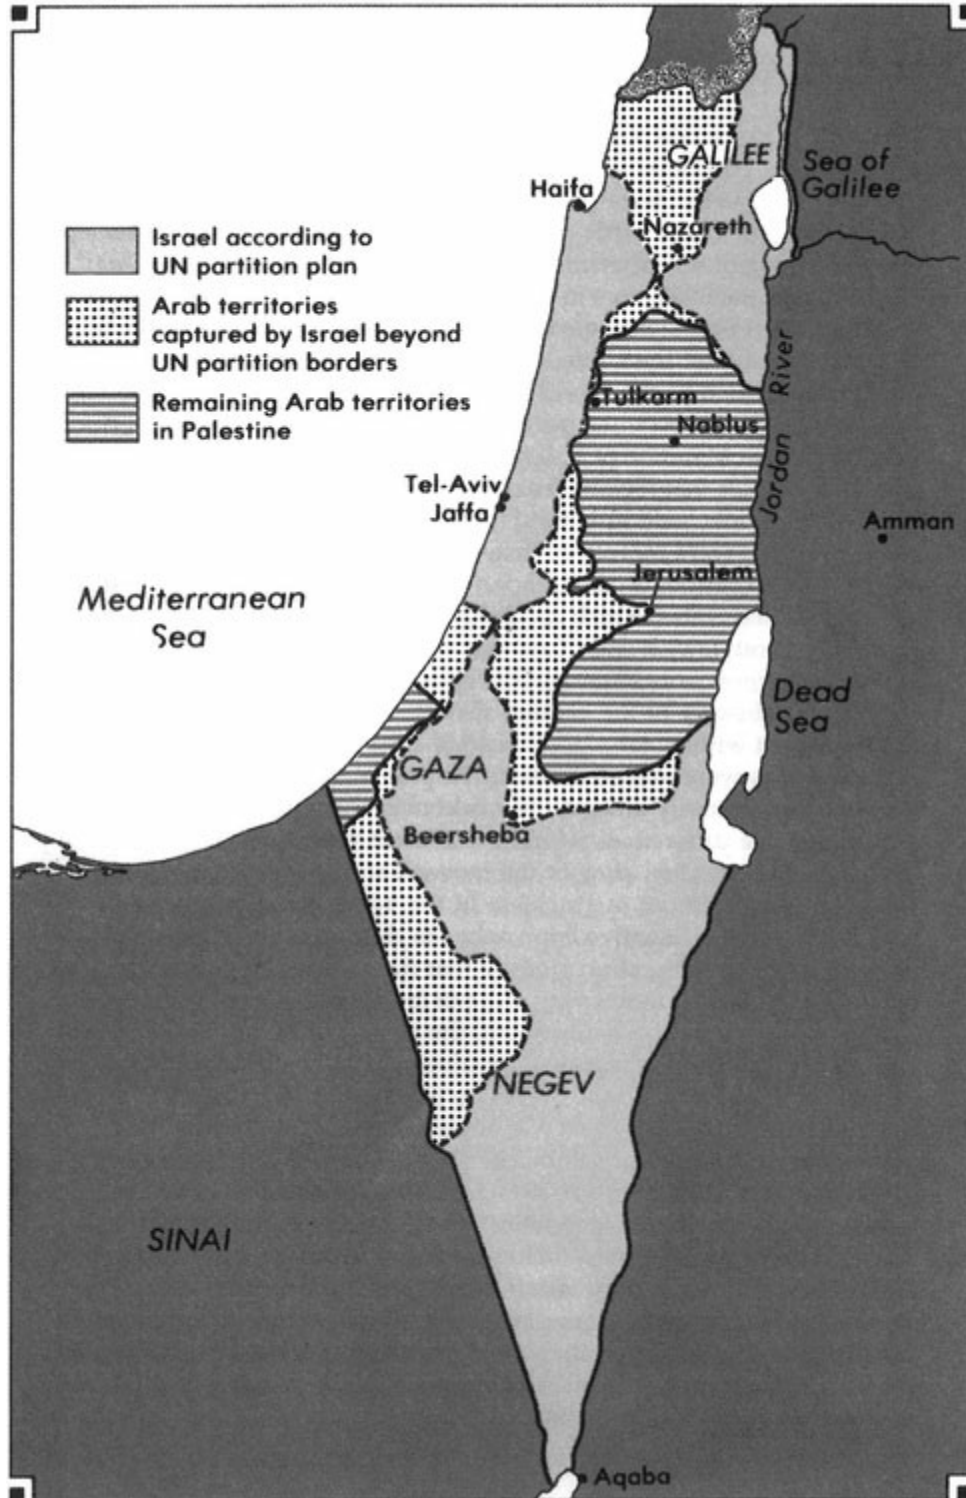 GALILEE
Sea of
Galilee
Haifa
Nazareth
Israel according to
UN partition plan
Arab territories
captured by Israel beyond
UN partition borders
Remaining Arab territories
in Palestine
Jordan River
Tulkarm
Nablus
Tel-Aviv
Jaffa
Amman
Jerusalem
Mediterranean
Sea
Dead
Sea
GAZA
Beersheba
NEGEV
SINAI
Aqaba